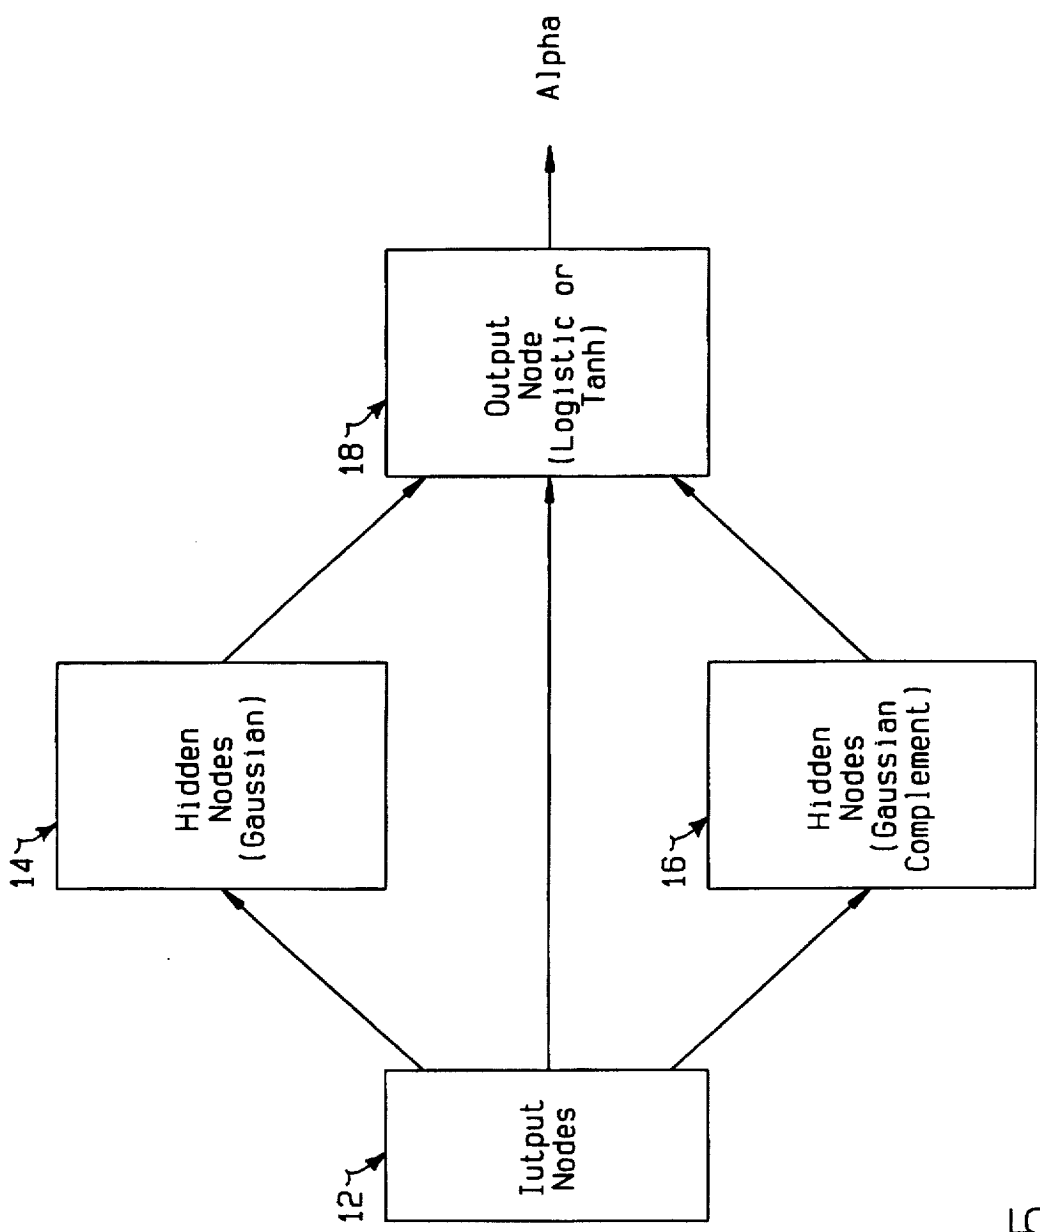 14
Hidden
Nodes
(Gaussian)
12
Iutput
Nodes
18
Output
Node
(Logistic or
Tanh)
Alpha
16
Hidden
Nodes
(Gaussian
Complement)